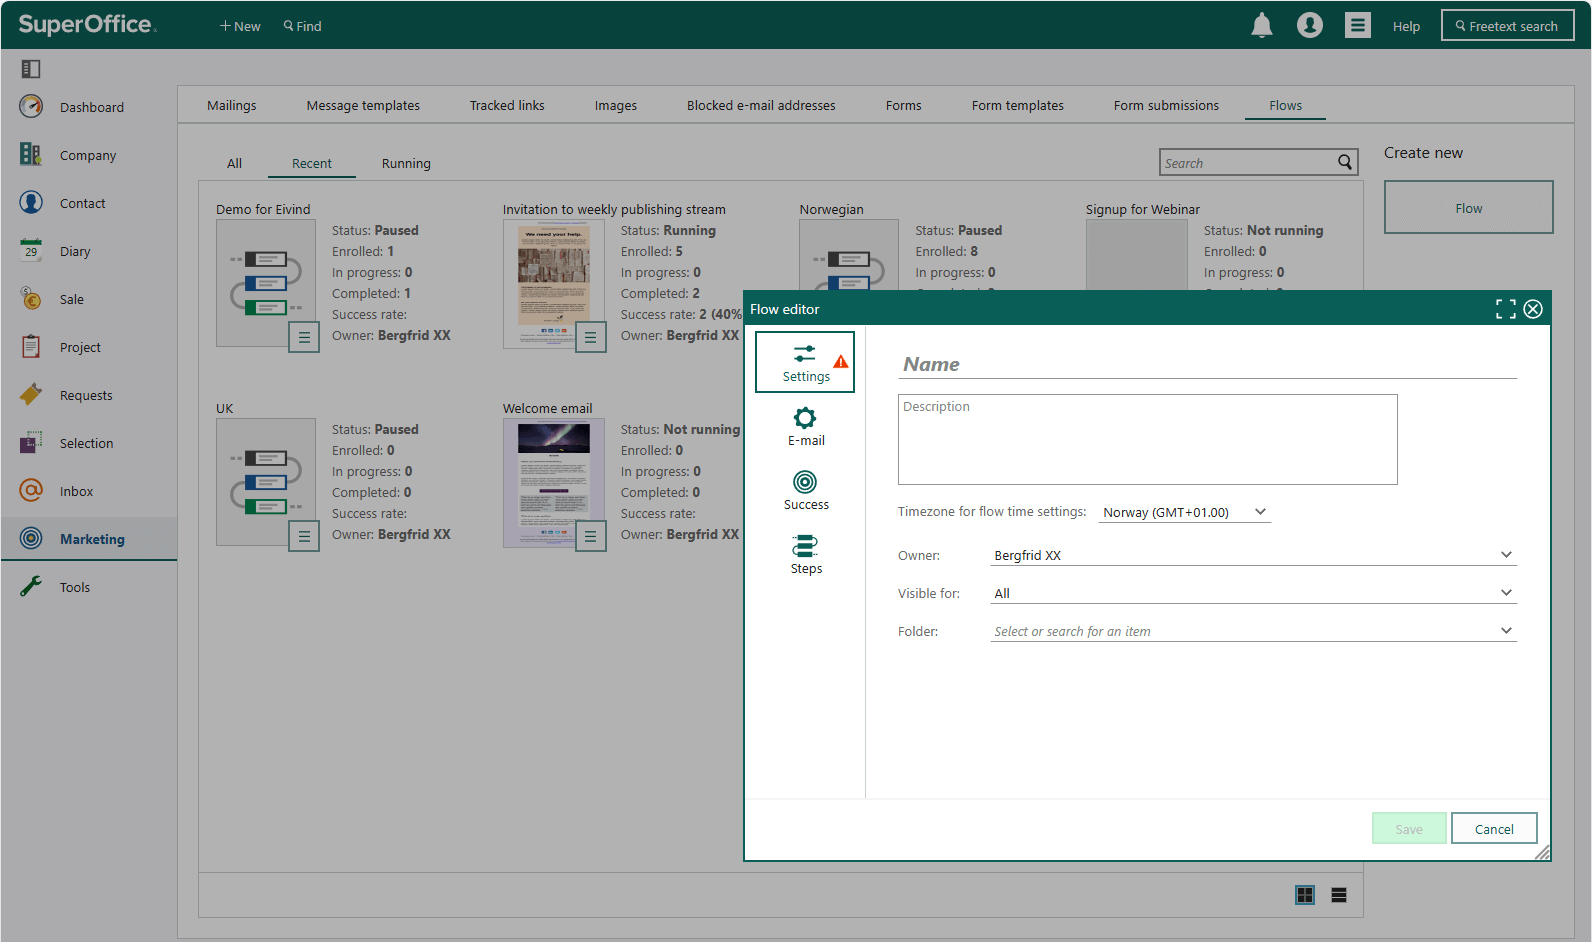 SuperOffice
New
Find
Help
Freetext search
Dashboard
Company
Contact
29
Diary
Sale
Project
Requests
Selection
Inbox
Marketing
Tools
Mailings
Message templates
Tracked links
Images
Blocked e-mail addresses
Forms
Form templates
Form submissions
Flows
All
Recent
Running
Search
Create new
Flow
Demo for Eivind
Status: Paused
Enrolled: 1
In progress: 0
Completed: 1
Success rate:
Owner: Bergfrid XX
Invitation to weekly publishing stream
We need your help.
Status: Running
Enrolled: 5
In progress: 0
Completed: 2
Success rate: 2 (40%
Owner: Bergfrid XX
Norwegian
Status: Paused
Enrolled: 8
In progress: 0
Signup for Webinar
Status: Not running
Enrolled: 0
In progress: 0
UK
Status: Paused
Enrolled: 0
In progress: 0
Completed: 0
Success rate:
Owner: Bergfrid XX
Welcome email
Status: Not running
Enrolled: 0
In progress: 0
Completed: 0
Success rate:
Owner: Bergfrid XX
Flow editor
Settings
E-mail
Success
Steps
Name
Description
Timezone for flow time settings: Norway (GMT+01.00)
Owner: Bergfrid XX
Visible for: All
Folder: Select or search for an item
Save
Cancel